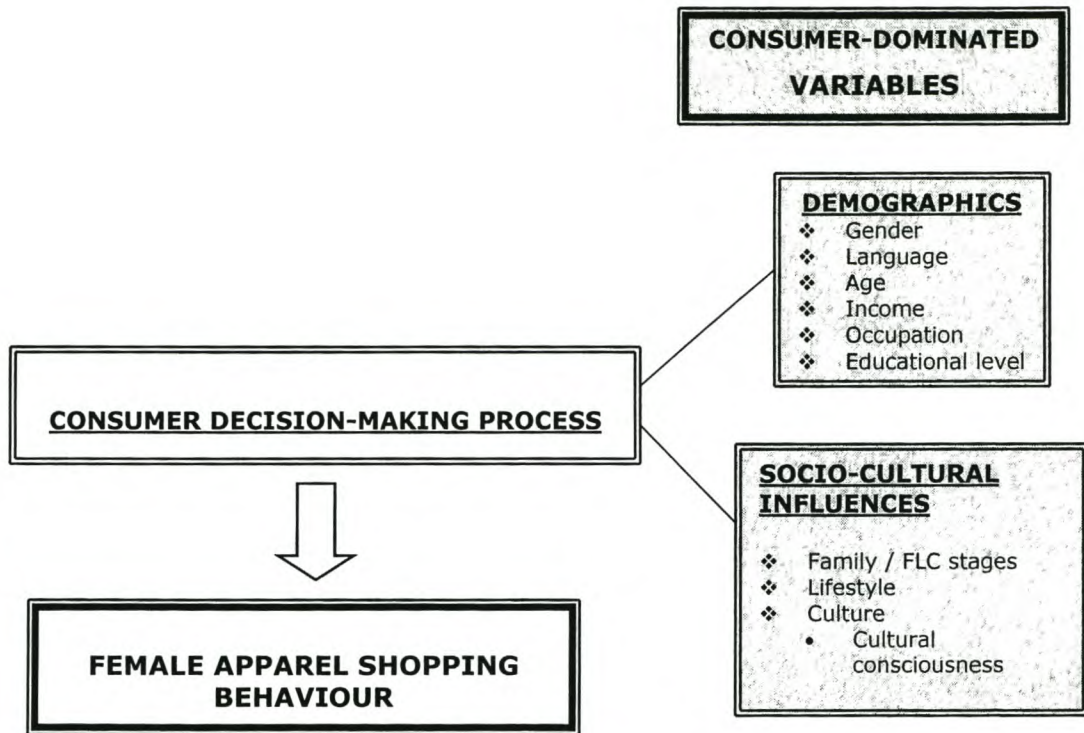 CONSUMER-DOMINATED
VARIABLES
DEMOGRAPHICS
❖ Gender
❖ Language
❖ Age
❖ Income
❖ Occupation
❖ Educational level
CONSUMER DECISION-MAKING PROCESS
SOCIO-CULTURAL
INFLUENCES
❖ Family / FLC stages
❖ Lifestyle
❖ Culture
• Cultural
consciousness
FEMALE APPAREL SHOPPING
BEHAVIOUR